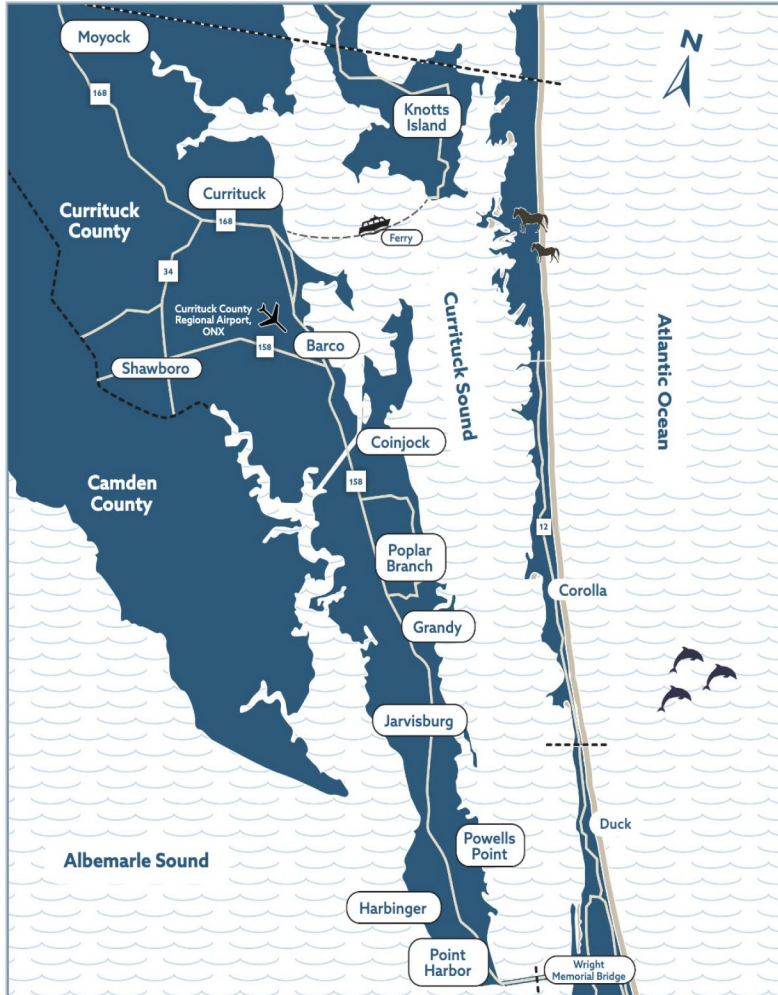 Moyock
N
168
Knotts
Island
Currituck
168
Currituck
County
Ferry
34
Currituck County
Regional Airport,
ONX
158
Barco
Shawboro
Currituck Sound
Atlantic Ocean
Coinjock
Camden
County
158
12
Poplar
Branch
Corolla
Grandy
Jarvisburg
Duck
Powells
Point
Albemarle Sound
Harbinger
Point
Harbor
Wright
Memorial Bridge